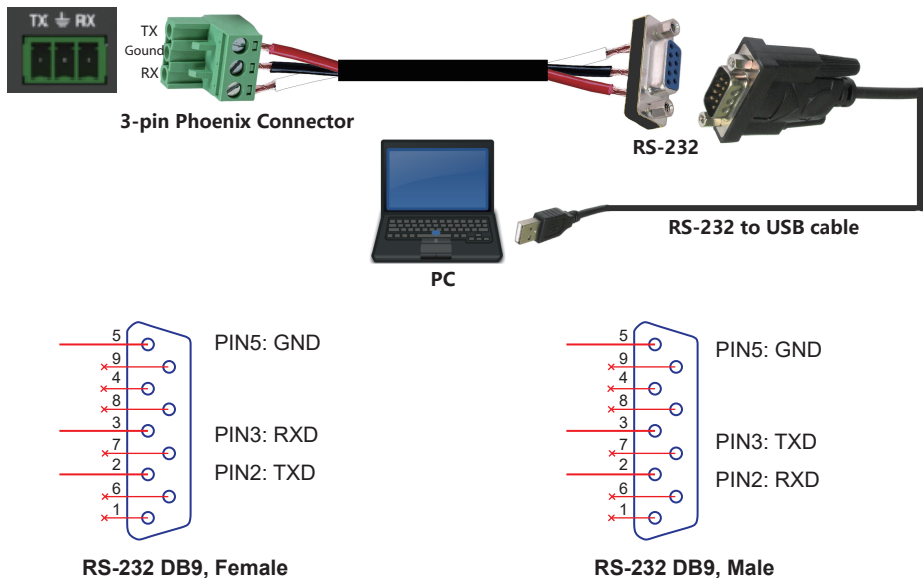 TX ⏚ RX
TX
Gound
RX
3-pin Phoenix Connector
RS-232
RS-232 to USB cable
PC
5
9
4
8
3
7
2
6
1
PIN5: GND
PIN3: RXD
PIN2: TXD
RS-232 DB9, Female
5
9
4
8
3
7
2
6
1
PIN5: GND
PIN3: TXD
PIN2: RXD
RS-232 DB9, Male